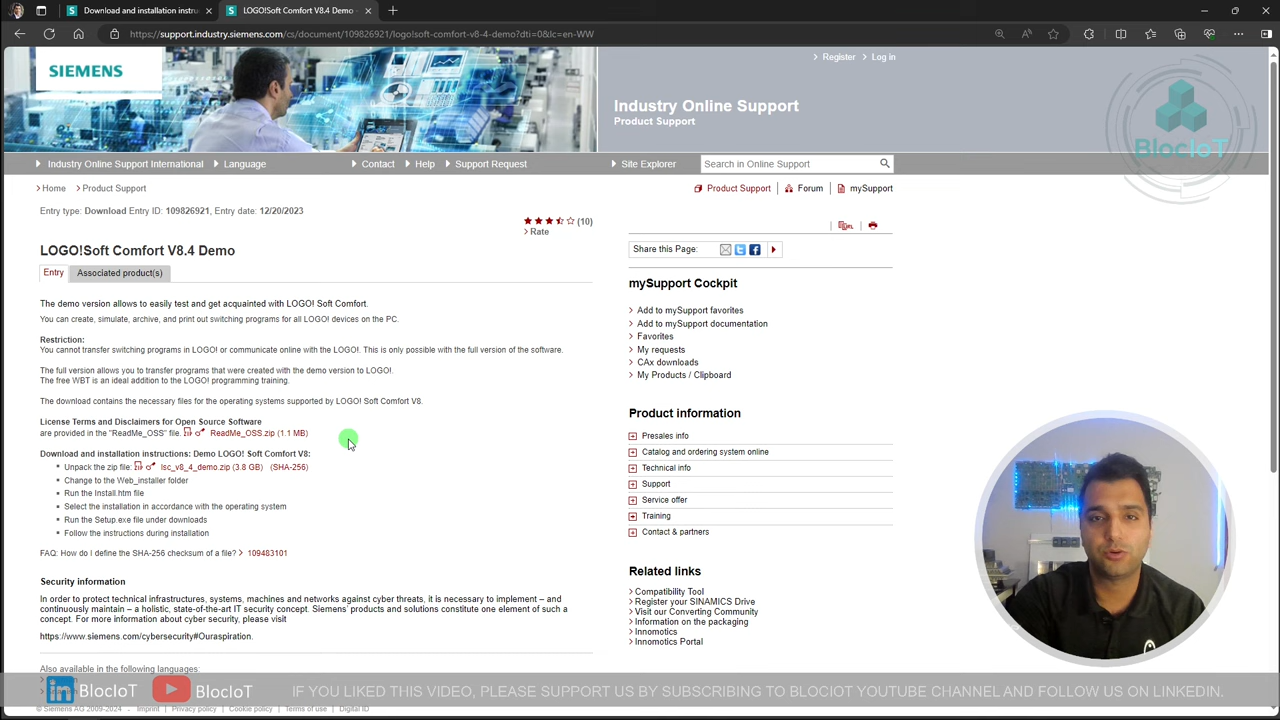 Download and installation instru
LOGO!Soft Comfort V8.4 Demo
https://support.industry.siemens.com/cs/document/109826921/logo!soft-comfort-v8-4-demo?dti=0&lc=en-WW
SIEMENS
Register
Log in
Industry Online Support
Product Support
BlocIoT
Industry Online Support International
Language
Contact
Help
Support Request
Site Explorer
Search in Online Support
Home
Product Support
Product Support
Forum
mySupport
Entry type: Download Entry ID: 109826921, Entry date: 12/20/2023
(10)
Rate
LOGO!Soft Comfort V8.4 Demo
Entry
Associated product(s)
The demo version allows to easily test and get acquainted with LOGO! Soft Comfort.
You can create, simulate, archive, and print out switching programs for all LOGO! devices on the PC.
Restriction:
You cannot transfer switching programs in LOGO! or communicate online with the LOGO!. This is only possible with the full version of the software.
The full version allows you to transfer programs that were created with the demo version to LOGO!.
The free WBT is an ideal addition to the LOGO! programming training.
The download contains the necessary files for the operating systems supported by LOGO! Soft Comfort V8.
License Terms and Disclaimers for Open Source Software
are provided in the "ReadMe_OSS" file. ReadMe_OSS.zip (1.1 MB)
Download and installation instructions: Demo LOGO! Soft Comfort V8:
Unpack the zip file: lsc_v8_4_demo.zip (3.8 GB) (SHA-256)
Change to the Web_installer folder
Run the Install.htm file
Select the installation in accordance with the operating system
Run the Setup.exe file under downloads
Follow the instructions during installation
FAQ: How do I define the SHA-256 checksum of a file? 109483101
Security information
In order to protect technical infrastructures, systems, machines and networks against cyber threats, it is necessary to implement – and
continuously maintain – a holistic, state-of-the-art IT security concept. Siemens' products and solutions constitute one element of such a
concept. For more information about cyber security, please visit
https://www.siemens.com/cybersecurity#Ouraspiration.
Also available in the following languages:
Share this Page:
mySupport Cockpit
Add to mySupport favorites
Add to mySupport documentation
Favorites
My requests
CAx downloads
My Products / Clipboard
Product information
Presales info
Catalog and ordering system online
Technical info
Support
Service offer
Training
Contact & partners
Related links
Compatibility Tool
Register your SINAMICS Drive
Visit our Converting Community
Information on the packaging
Innomotics
Innomotics Portal
in BlocIoT
BlocIoT
IF YOU LIKED THIS VIDEO, PLEASE SUPPORT US BY SUBSCRIBING TO BLOCIOT YOUTUBE CHANNEL AND FOLLOW US ON LINKEDIN.
© Siemens AG 2009-2024 - Imprint | Privacy policy | Cookie policy | Terms of use | Digital ID